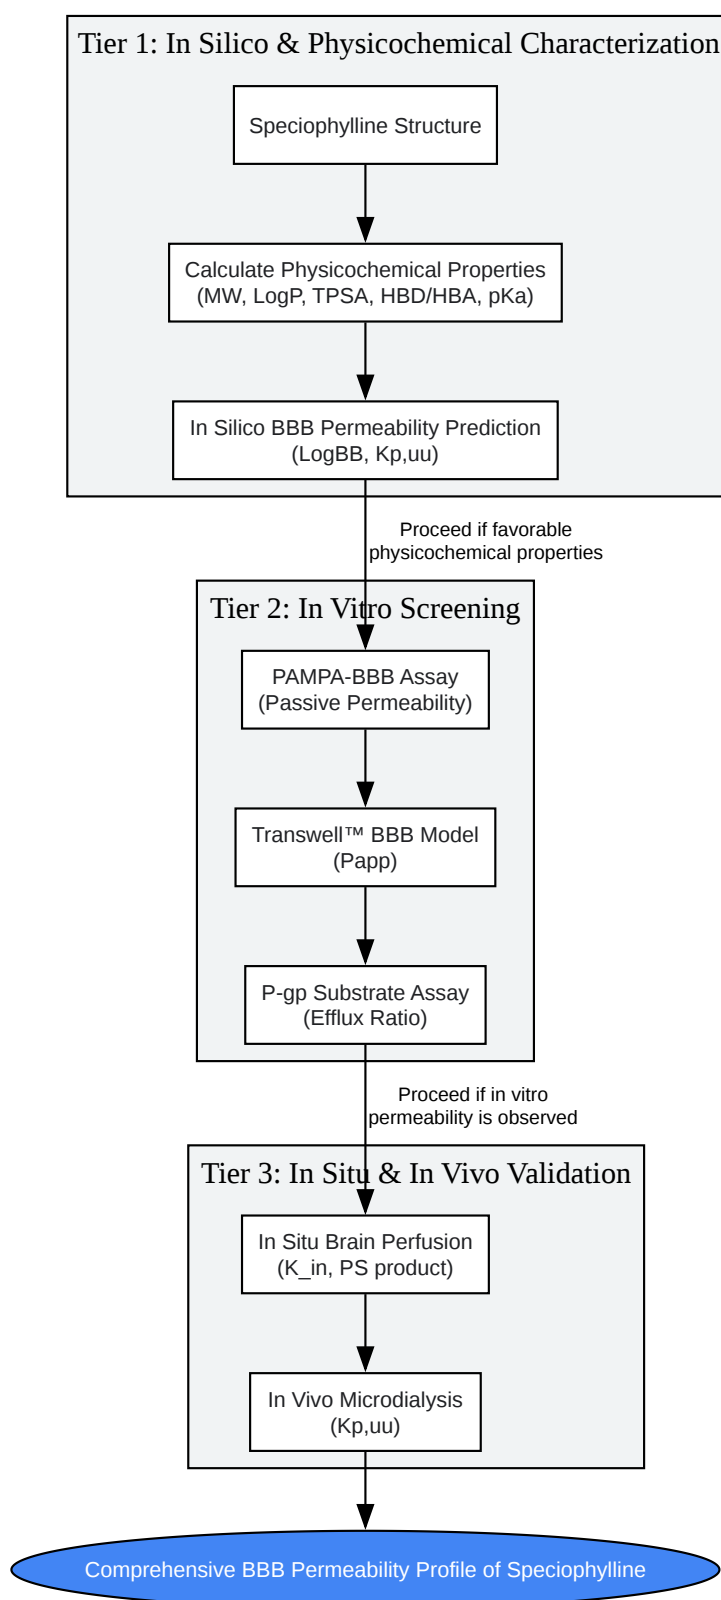 Tier 1: In Silico & Physicochemical Characterization
Speciophylline Structure
Calculate Physicochemical Properties
(MW, LogP, TPSA, HBD/HBA, pKa)
In Silico BBB Permeability Prediction
(LogBB, Kp,uu)
Proceed if favorable
physicochemical properties
Tier 2: In Vitro Screening
PAMPA-BBB Assay
(Passive Permeability)
Transwell™ BBB Model
(Papp)
P-gp Substrate Assay
(Efflux Ratio)
Proceed if in vitro
permeability is observed
Tier 3: In Situ & In Vivo Validation
In Situ Brain Perfusion
(K_in, PS product)
In Vivo Microdialysis
(Kp,uu)
Comprehensive BBB Permeability Profile of Speciophylline